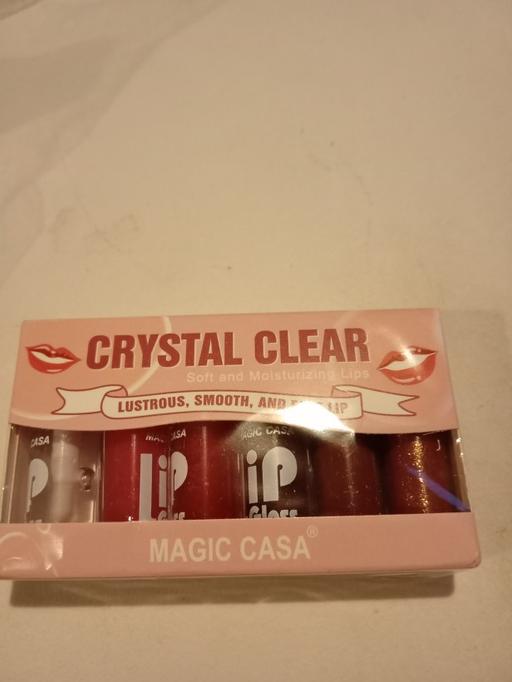 CRYSTAL CLEAR
Soft and Moisturizing Lips
LUSTROUS, SMOOTH, AND LIP
CASA MAGIC CASA MAGIC CASA
P Lip iP
Gloss
MAGIC CASA®